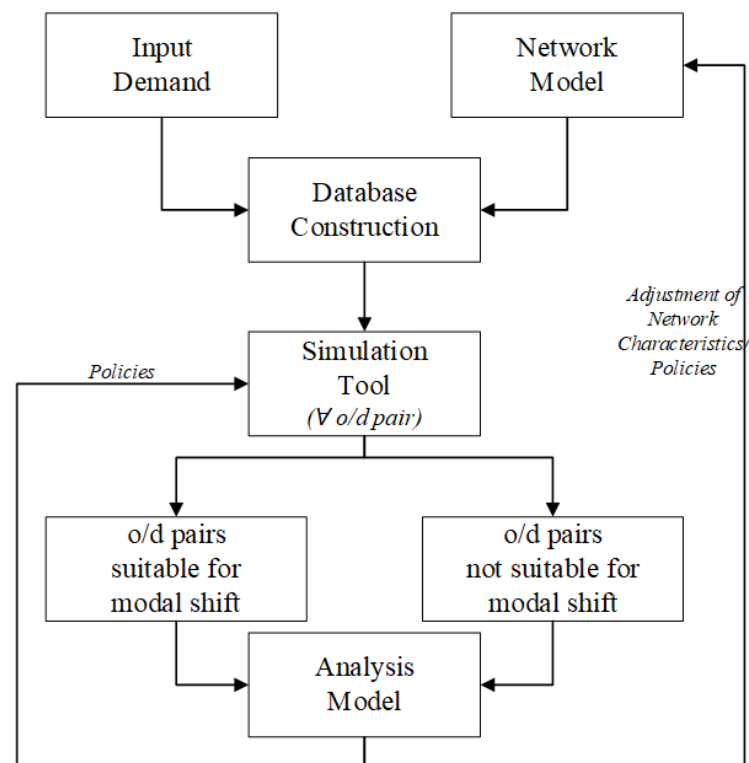 Input
Demand
Network
Model
Database
Construction
Adjustment of
Network
Characteristics/
Policies
Policies
Simulation
Tool
(∀ o/d pair)
o/d pairs
suitable for
modal shift
o/d pairs
not suitable for
modal shift
Analysis
Model